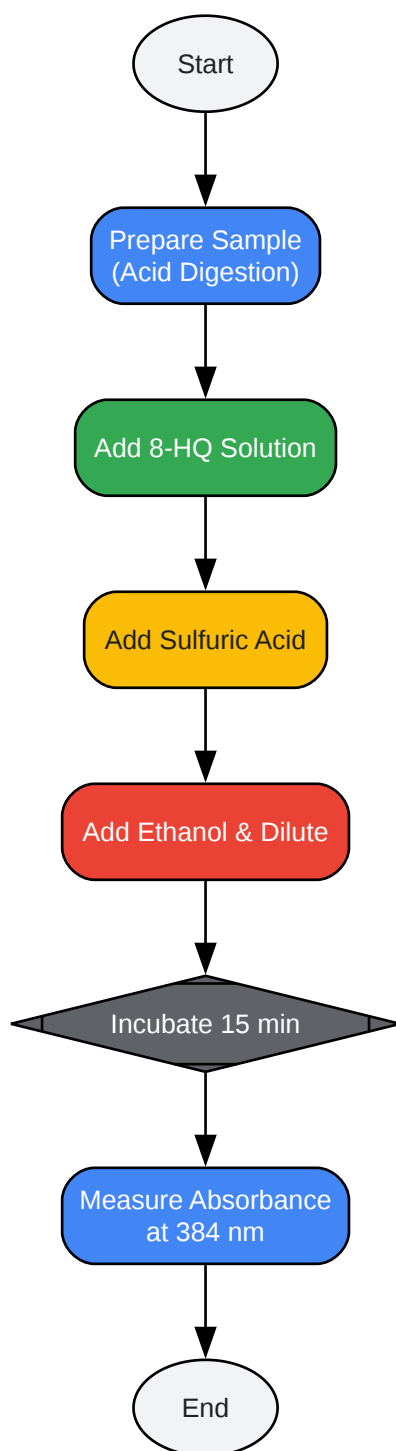 Start
Prepare Sample
(Acid Digestion)
Add 8-HQ Solution
Add Sulfuric Acid
Add Ethanol & Dilute
Incubate 15 min
Measure Absorbance
at 384 nm
End